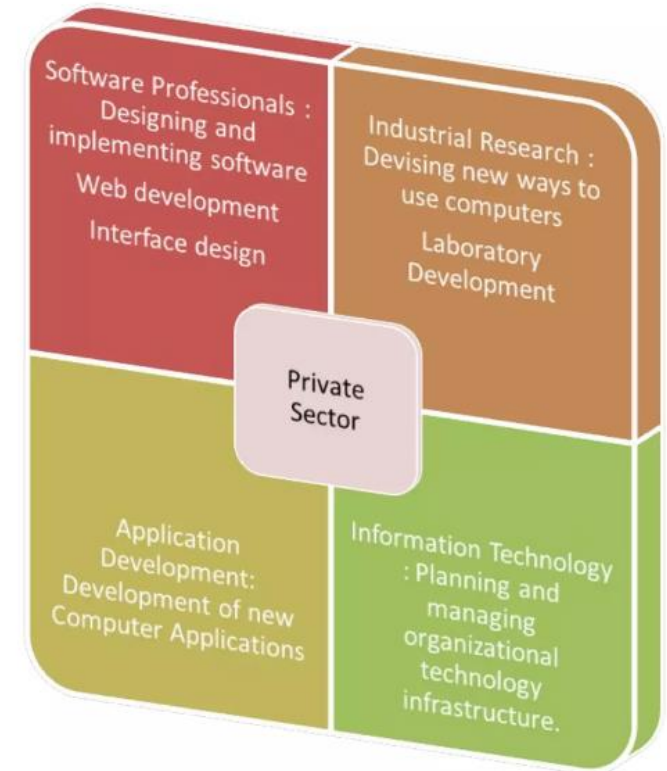 Software Professionals :
Designing and
implementing software
Web development
Interface design
Industrial Research :
Devising new ways to
use computers
Laboratory
Development
Private
Sector
Application
Development:
Development of new
Computer Applications
Information Technology
: Planning and
managing
organizational
technology
infrastructure.